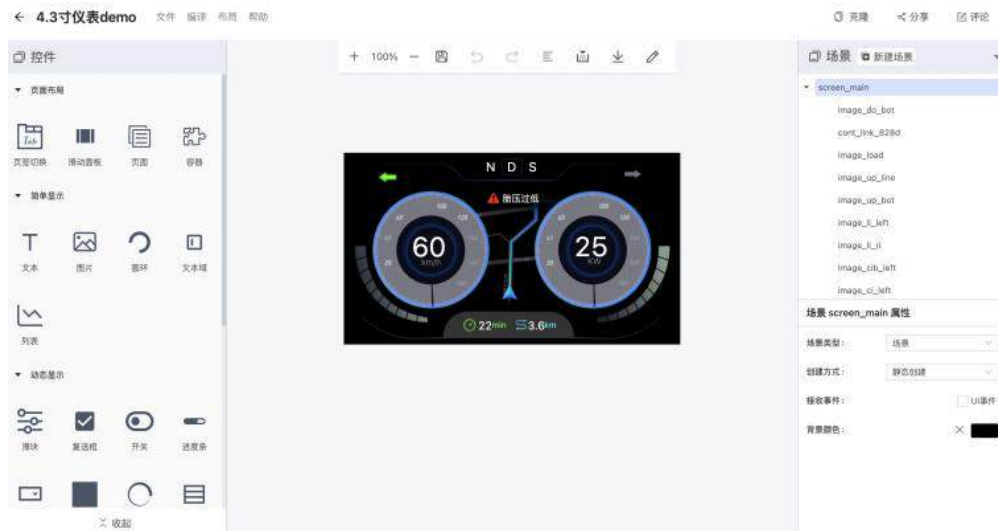 4.3寸仪表demo 文件 编译 布局 帮助
克隆 分享 评论
控件
页面布局
Tab
页签切换 滑动面板 页面 容器
简单显示
T
文本 图片 圆环 文本域
列表
动态显示
滑块 复选框 开关 进度条
收起
+ 100% −
N D S
胎压过低
60
km/h
25
KW
22min 3.6km
场景 新建场景
screen_main
image_do_bot
cont_link_828d
image_load
image_up_line
image_up_bot
image_li_left
image_li_ri
image_cib_left
image_ci_left
场景 screen_main 属性
场景类型: 场景
创建方式: 静态创建
接收事件: UI事件
背景颜色: